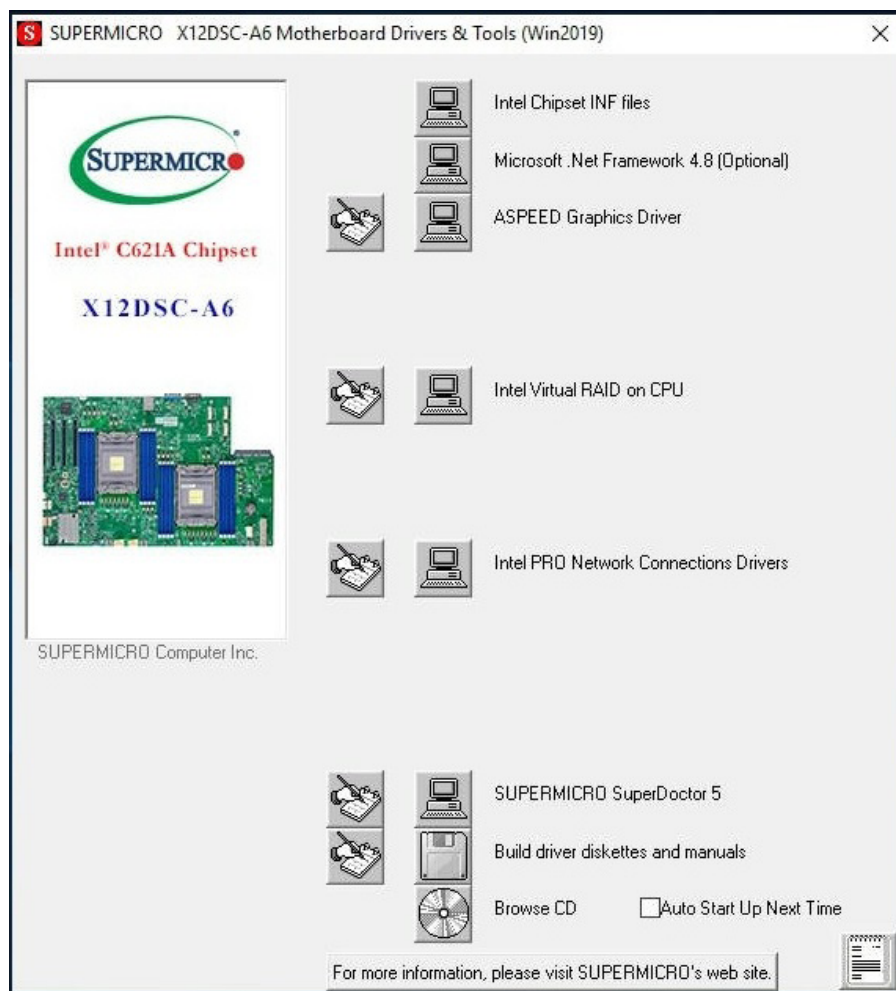 S SUPERMICRO X12DSC-A6 Motherboard Drivers & Tools (Win2019)
SUPERMICRO
Intel® C621A Chipset
X12DSC-A6
SUPERMICRO Computer Inc.
Intel Chipset INF files
Microsoft .Net Framework 4.8 (Optional)
ASPEED Graphics Driver
Intel Virtual RAID on CPU
Intel PRO Network Connections Drivers
SUPERMICRO SuperDoctor 5
Build driver diskettes and manuals
Browse CD Auto Start Up Next Time
For more information, please visit SUPERMICRO's web site.